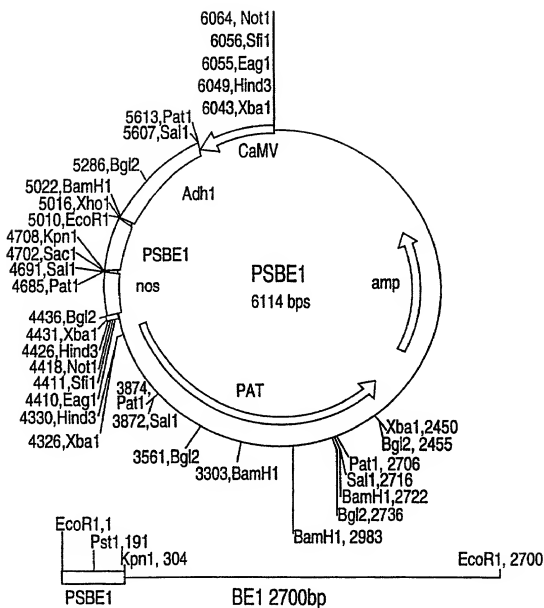 6064, Not1
6056,Sfi1
6055,Eag1
6049,Hind3
6043,Xba1
5613,Pat1
5607,Sal1
CaMV
5286,Bgl2
Adh1
5022,BamH1
5016,Xho1
5010,EcoR1
4708,Kpn1
4702,Sac1
4691,Sal1
4685,Pat1
PSBE1
nos
PSBE1
6114 bps
amp
4436,Bgl2
4431,Xba1
4426,Hind3
4418,Not1
4411,Sfi1
4410,Eag1
4330,Hind3
4326,Xba1
PAT
3874,
Pat1
3872,Sal1
3561,Bgl2
3303,BamH1
Xba1,2450
Bgl2, 2455
Pat1, 2706
Sal1,2716
BamH1,2722
Bgl2,2736
BamH1, 2983
EcoR1,1
Pst1,191
Kpn1, 304
EcoR1, 2700
PSBE1
BE1 2700bp